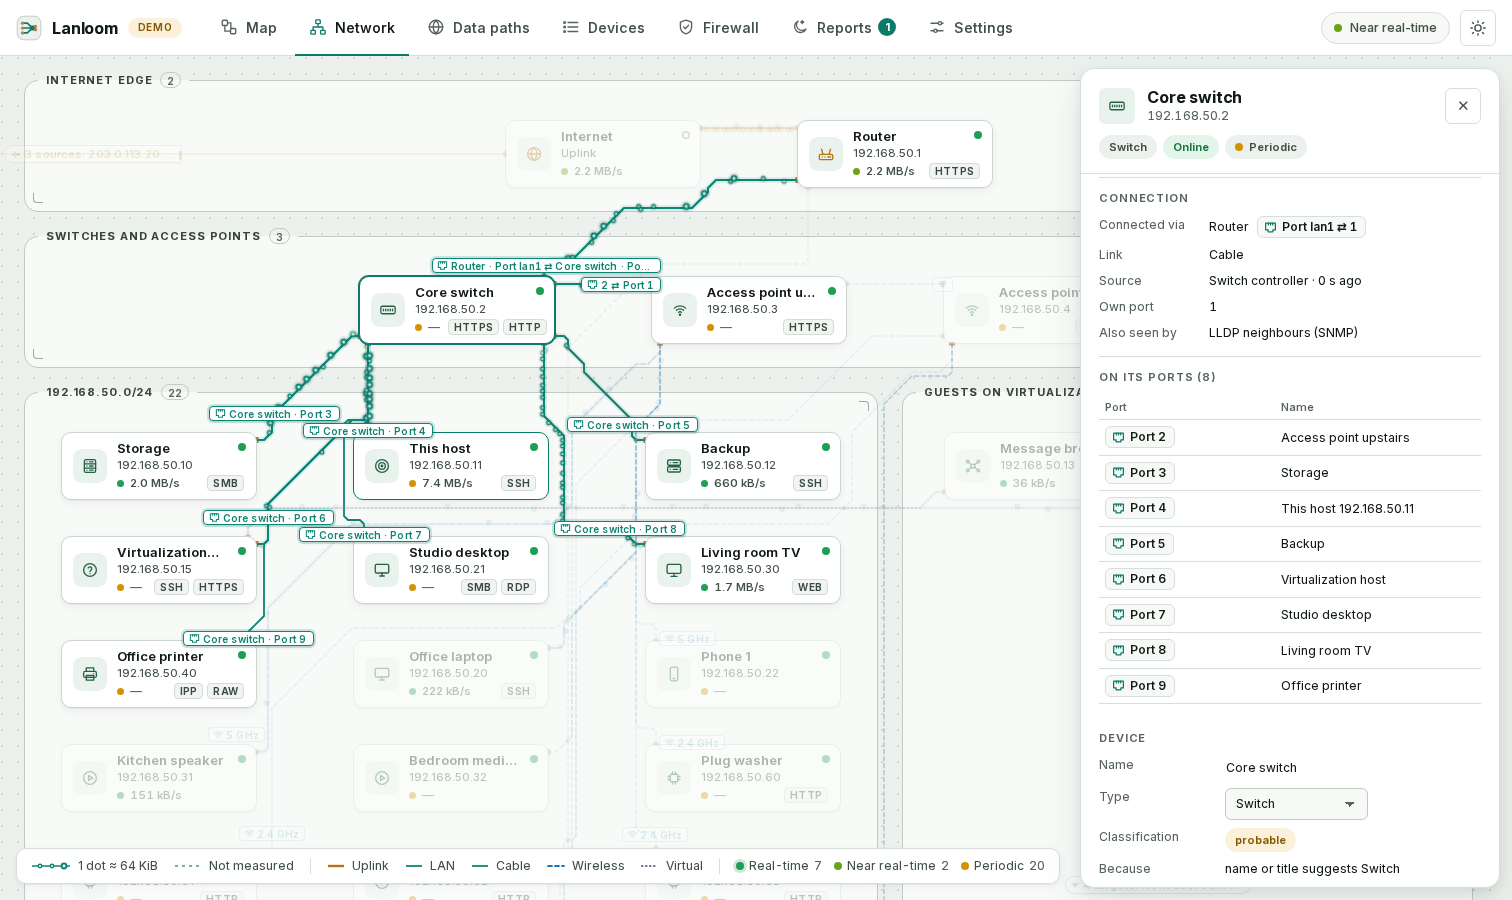 Lanloom DEMO Map Network Data paths Devices Firewall Reports 1 Settings Near real-time
INTERNET EDGE 2
Internet
Uplink
2.2 MB/s
Router
192.168.50.1
2.2 MB/s HTTPS
3 sources: 203.0.113.20
SWITCHES AND ACCESS POINTS 3
Router · Port lan1 ⇄ Core switch · Po...
2 ⇄ Port 1
Core switch
192.168.50.2
— HTTPS HTTP
Access point u...
192.168.50.3
— HTTPS
Access point
192.168.50.4
—
192.168.50.0/24 22
GUESTS ON VIRTUALIZA
Core switch · Port 3
Core switch · Port 4
Core switch · Port 5
Storage
192.168.50.10
2.0 MB/s SMB
This host
192.168.50.11
7.4 MB/s SSH
Backup
192.168.50.12
660 kB/s SSH
Message bro
192.168.50.13
36 kB/s
Core switch · Port 6
Core switch · Port 7
Core switch · Port 8
Virtualization...
192.168.50.15
— SSH HTTPS
Studio desktop
192.168.50.21
— SMB RDP
Living room TV
192.168.50.30
1.7 MB/s WEB
Core switch · Port 9
5 GHz
Office printer
192.168.50.40
— IPP RAW
Office laptop
192.168.50.20
222 kB/s SSH
Phone 1
192.168.50.22
—
5 GHz
2.4 GHz
Kitchen speaker
192.168.50.31
151 kB/s
Bedroom medi...
192.168.50.32
—
Plug washer
192.168.50.60
— HTTP
2.4 GHz
2.4 GHz
1 dot ≈ 64 KiB Not measured Uplink LAN Cable Wireless Virtual Real-time 7 Near real-time 2 Periodic 20
HTTP
HTTP
Core switch
192.168.50.2
Switch Online Periodic
CONNECTION
Connected via Router Port lan1 ⇄ 1
Link Cable
Source Switch controller · 0 s ago
Own port 1
Also seen by LLDP neighbours (SNMP)
ON ITS PORTS (8)
Port Name
Port 2 Access point upstairs
Port 3 Storage
Port 4 This host 192.168.50.11
Port 5 Backup
Port 6 Virtualization host
Port 7 Studio desktop
Port 8 Living room TV
Port 9 Office printer
DEVICE
Name Core switch
Type Switch
Classification probable
Because name or title suggests Switch